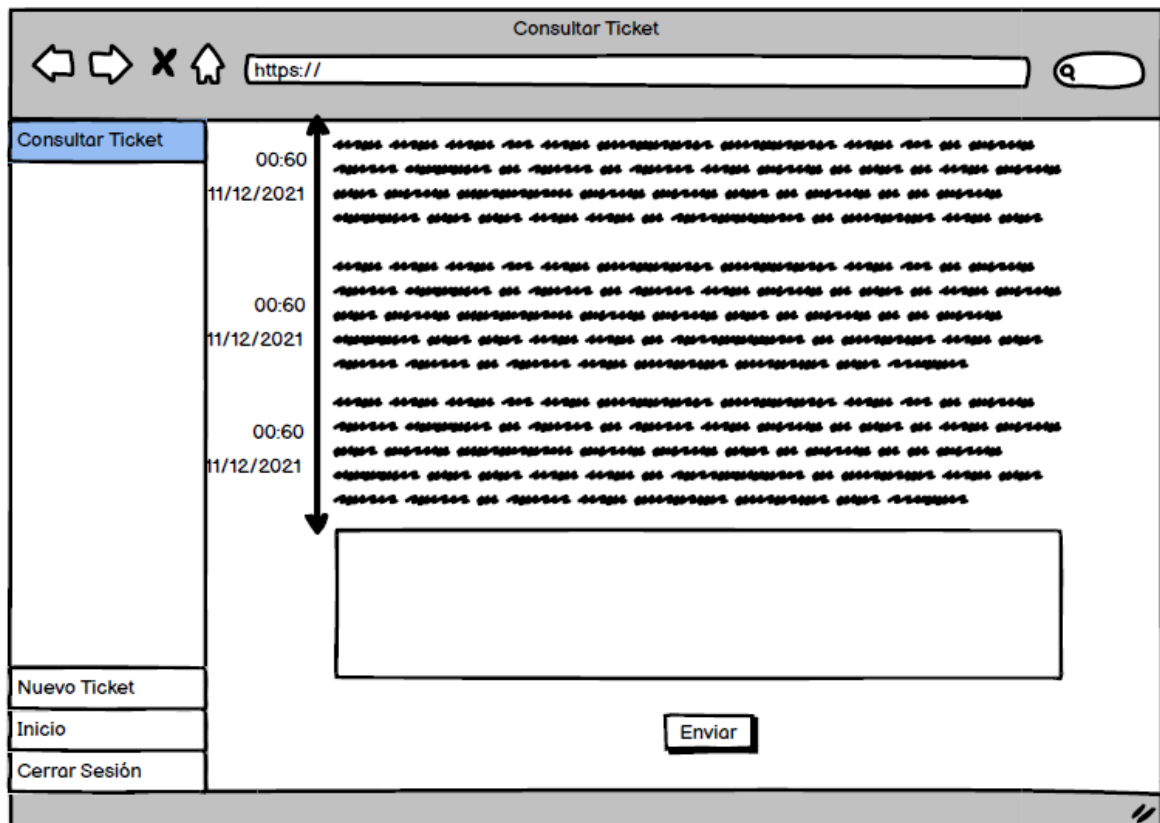 Consultar Ticket
https://
Consultar Ticket
00:60
11/12/2021
00:60
11/12/2021
00:60
11/12/2021
Nuevo Ticket
Inicio
Cerrar Sesión
Enviar